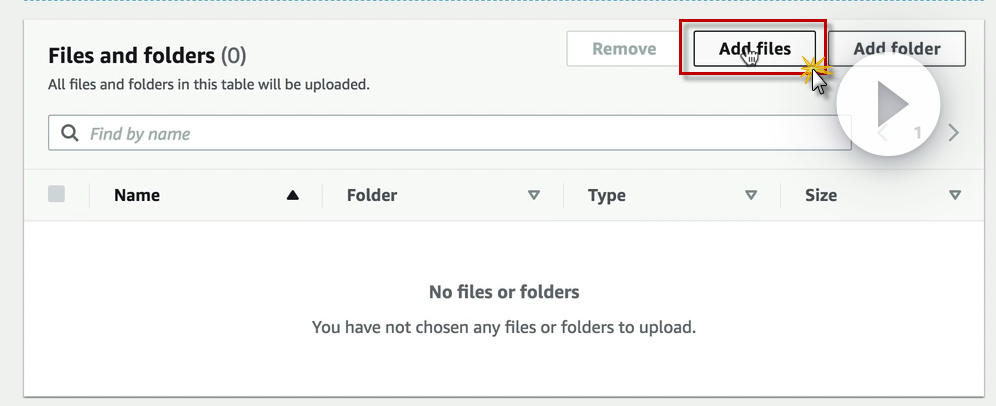 Files and folders (0)
Remove
Add files
Add folder
All files and folders in this table will be uploaded.
Find by name
1
Name
Folder
Type
Size
No files or folders
You have not chosen any files or folders to upload.